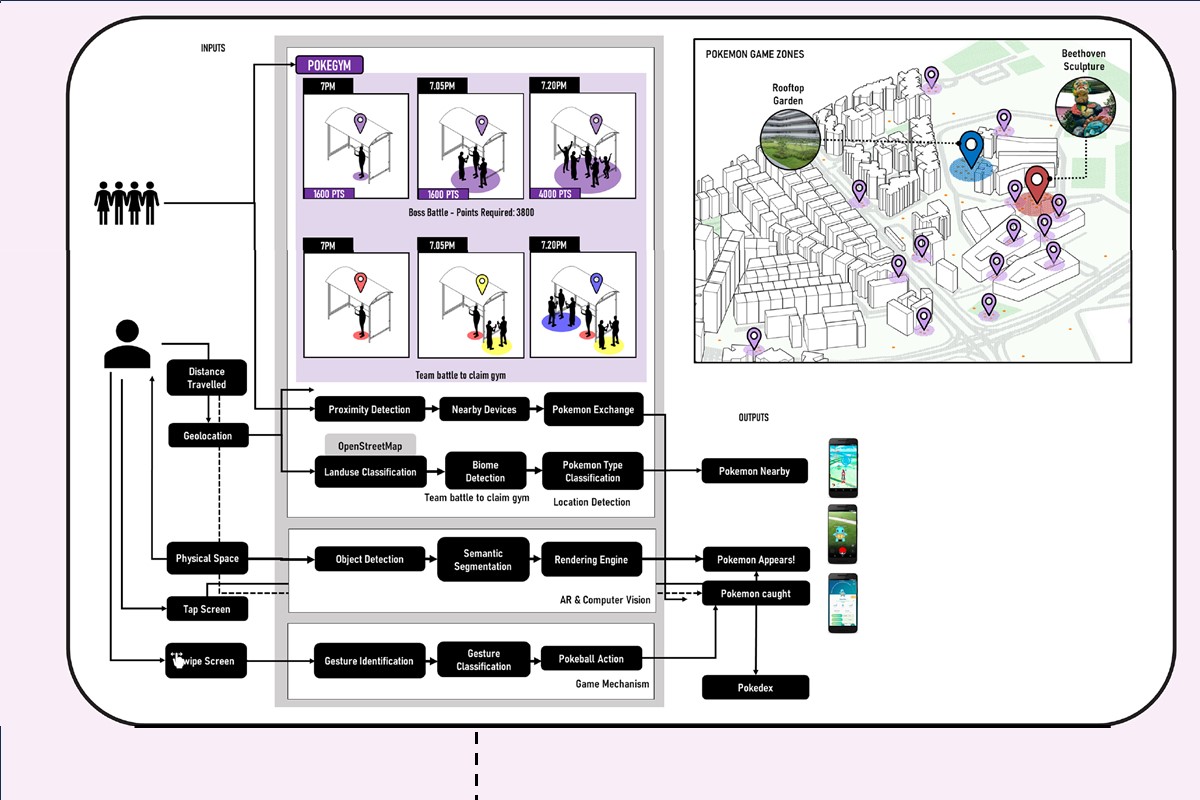 INPUTS
POKEGYM
7PM
7.05PM
7.20PM
1600 PTS
1600 PTS
4000 PTS
Boss Battle - Points Required: 3800
7PM
7.05PM
7.20PM
Team battle to claim gym
POKEMON GAME ZONES
Beethoven
Sculpture
Rooftop
Garden
Distance
Travelled
Geolocation
Proximity Detection
Nearby Devices
Pokemon Exchange
OpenStreetMap
Landuse Classification
Biome
Detection
Pokemon Type
Classification
Team battle to claim gym
Location Detection
OUTPUTS
Pokemon Nearby
Physical Space
Object Detection
Semantic
Segmentation
Rendering Engine
Pokemon Appears!
AR & Computer Vision
Pokemon caught
Tap Screen
wipe Screen
Gesture Identification
Gesture
Classification
Pokeball Action
Game Mechanism
Pokedex